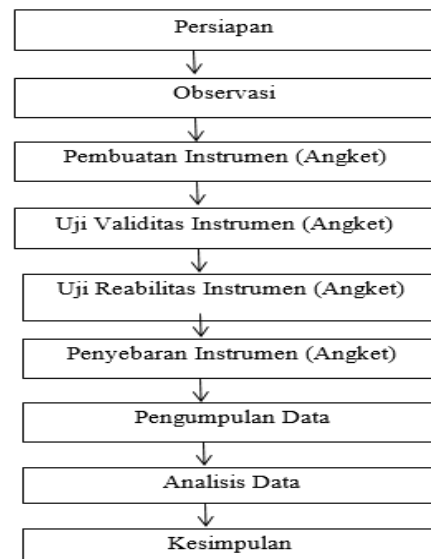 Persiapan
Observasi
Pembuatan Instrumen (Angket)
Uji Validitas Instrumen (Angket)
Uji Reabilitas Instrumen (Angket)
Penyebaran Instrumen (Angket)
Pengumpulan Data
Analisis Data
Kesimpulan